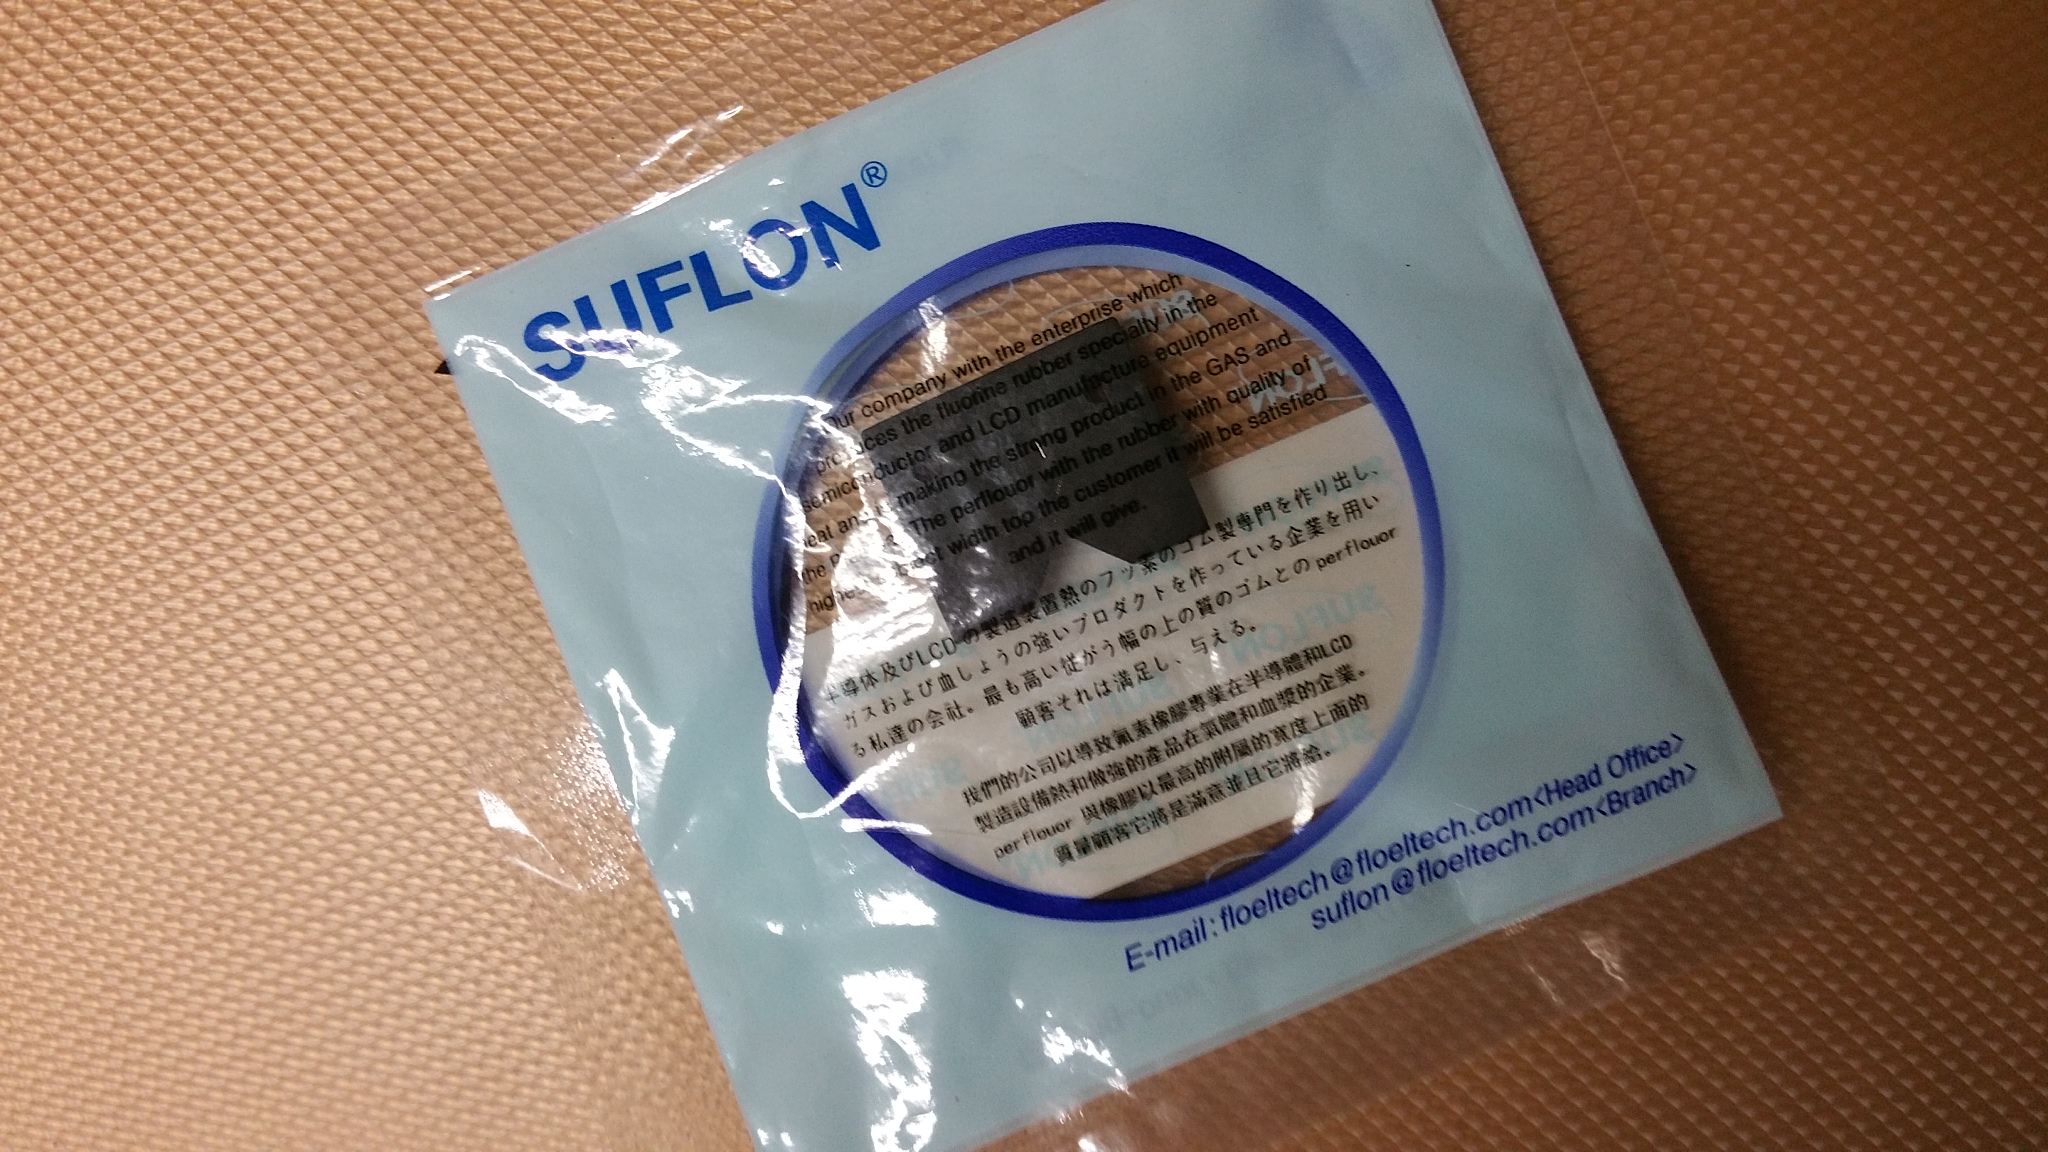 SUFLON®
Our company with the enterprise which
produces the fluorine rubber specialty in the
semiconductor and LCD manufacture equipment
heat and is making the strong product in the GAS and
the The perflouor with the rubber with quality of
highest width top the customer it will be satisfied
and it will give.
半導体及びLCDの製造装置熱のフッ素のゴム製専門を作り出し、
ガスおよび血しょうの強いプロダクトを作っている企業を用い
る私達の会社。最も高い従がう幅の上の質のゴムとのperflouor
顧客それは満足し、与える。
我們的公司以導致氟素橡膠專業在半導體和LCD
製造設備熱和做強的產品在氣體和血漿的企業。
perflouor 與橡膠以最高的附屬的寬度上面的
質量顧客它將是滿意並且它將給。
E-mail:floeltech@floeltech.com<Head Office>
suflon@floeltech.com<Branch>